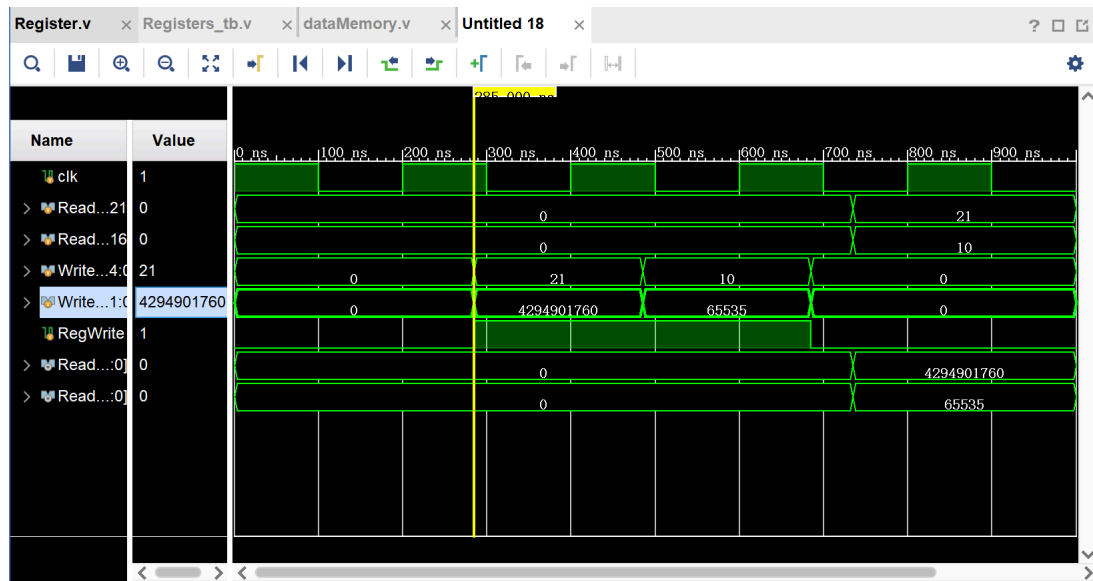 Register.v × Registers_tb.v × dataMemory.v × Untitled 18 × ?
285.000 ns
Name Value
0 ns 100 ns 200 ns 300 ns 400 ns 500 ns 600 ns 700 ns 800 ns 900 ns
clk 1
Read...21 0 0 21
Read...16 0 0 10
Write...4:0 21 0 21 10 0
Write...1:0 4294901760 0 4294901760 65535 0
RegWrite 1
Read...:0] 0 0 4294901760
Read...:0] 0 0 65535